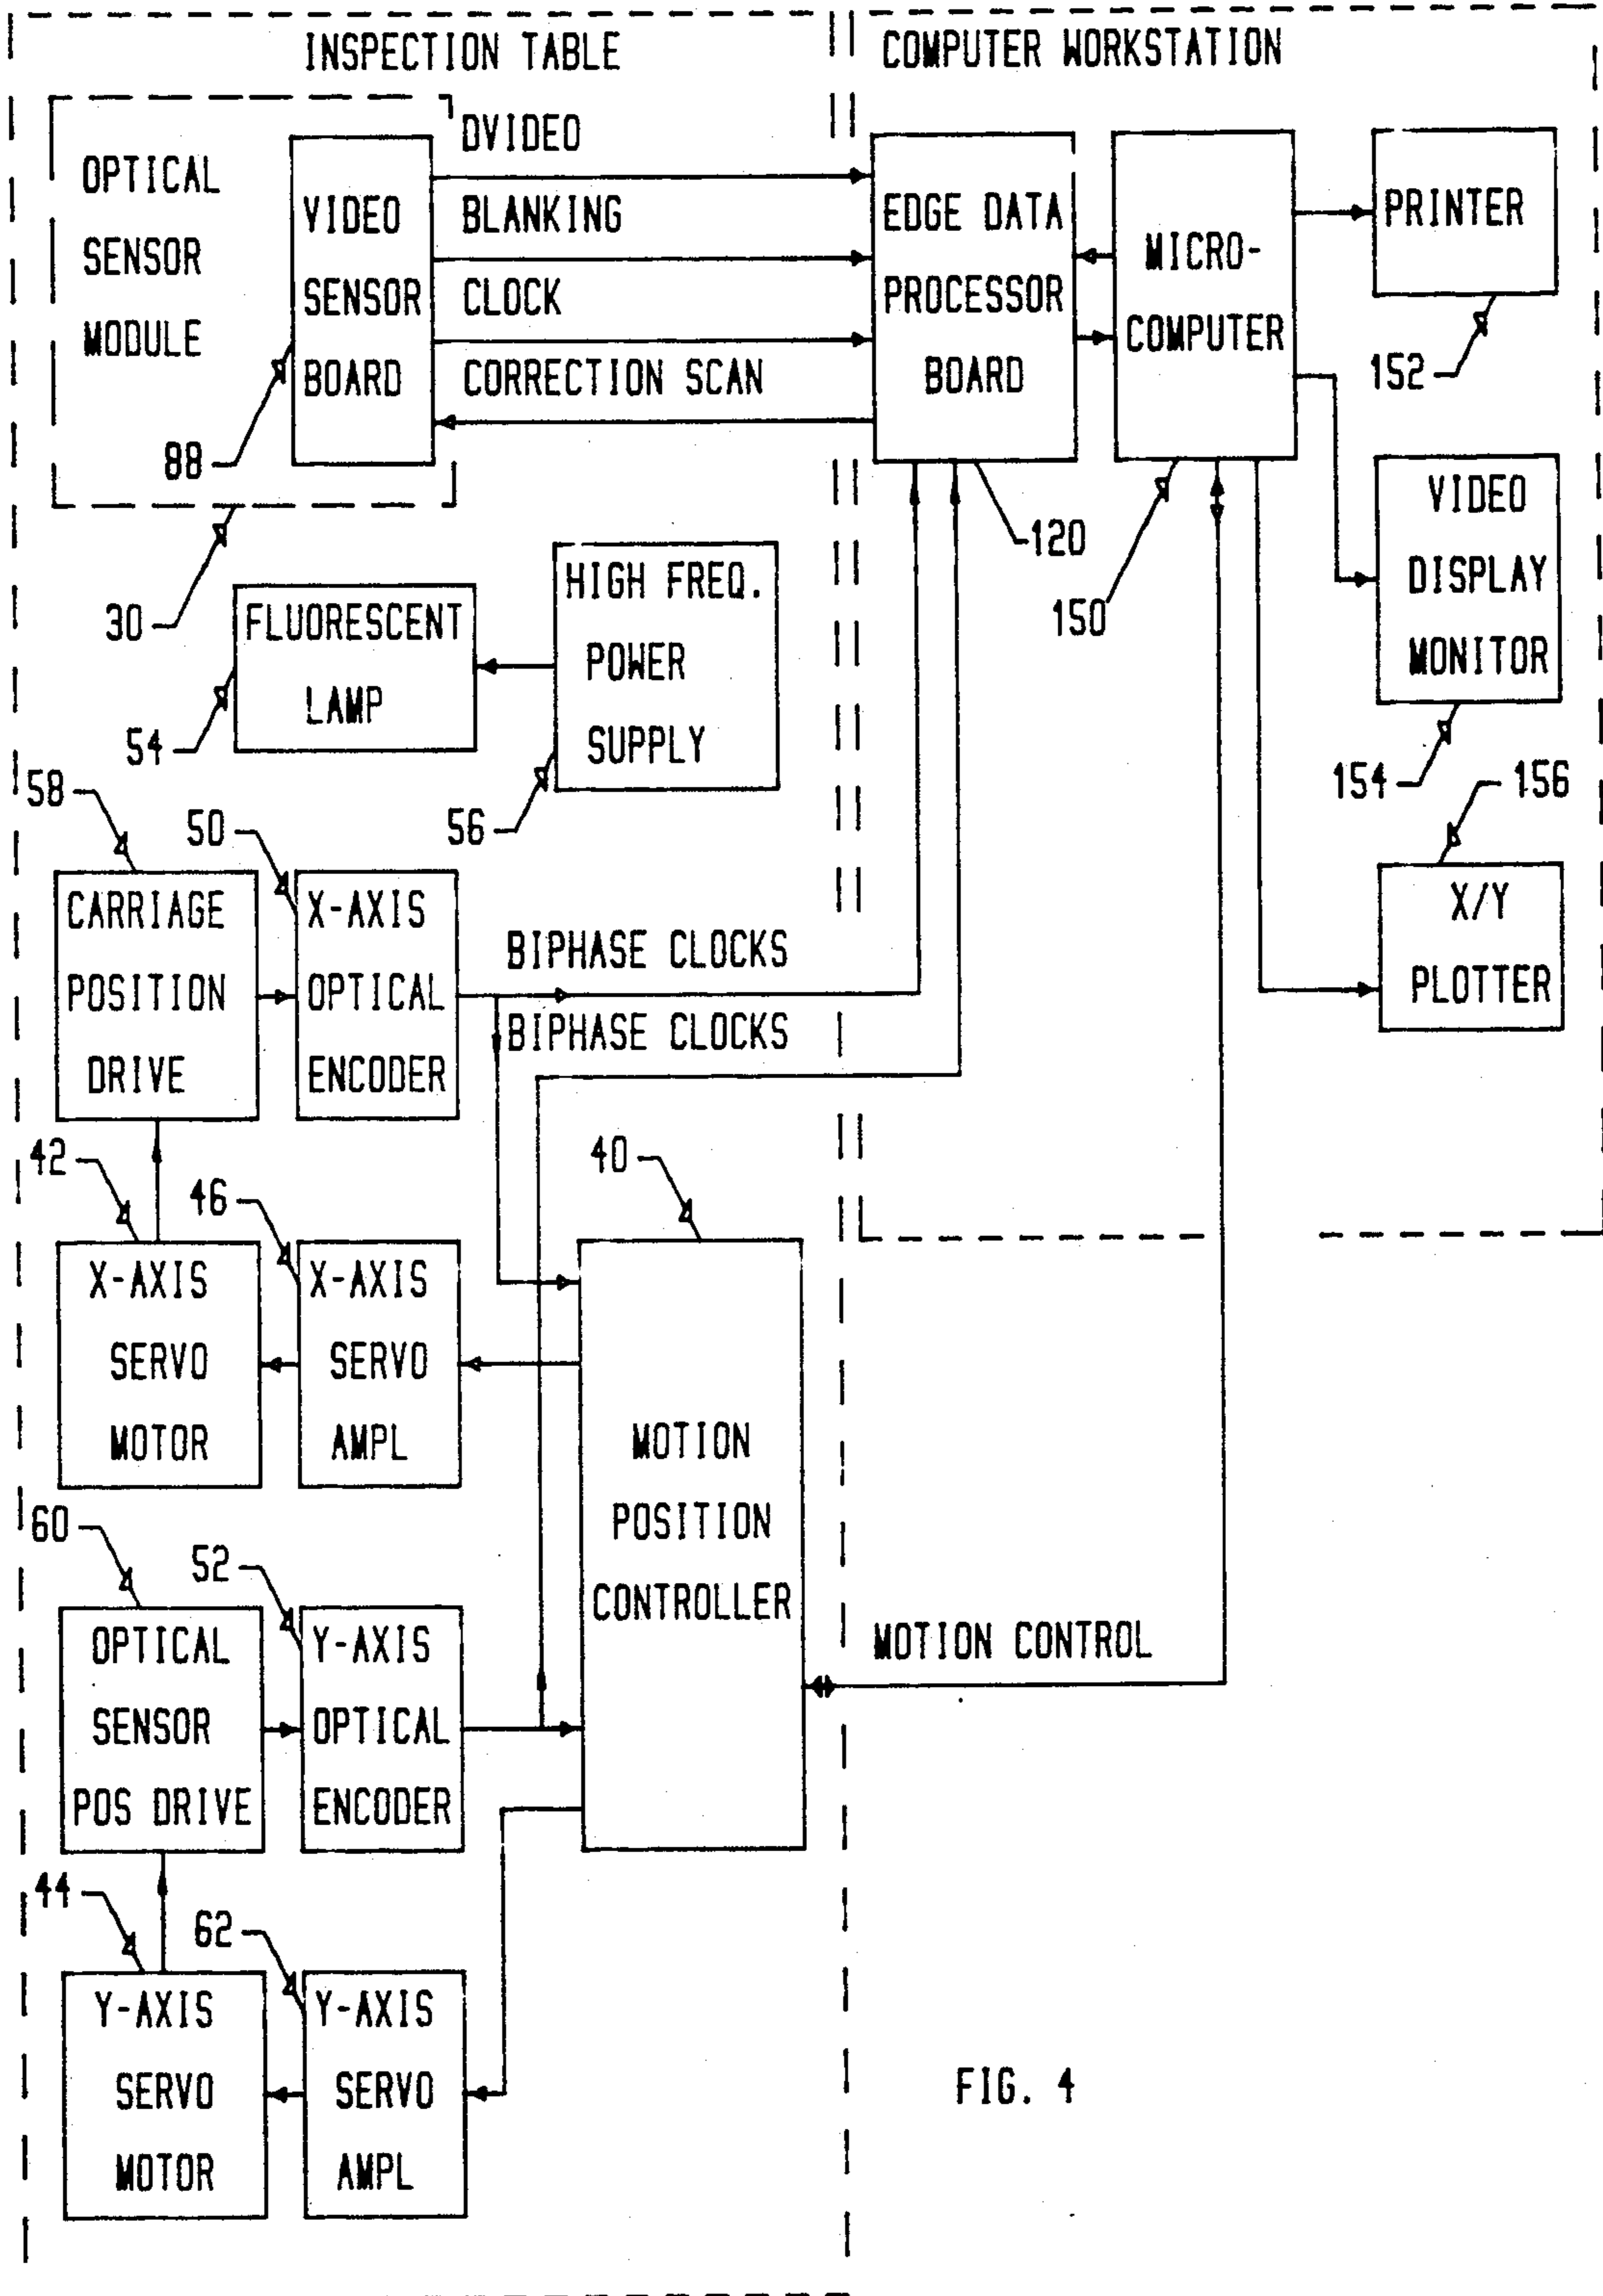 INSPECTION TABLE
COMPUTER WORKSTATION
OPTICAL
SENSOR
MODULE
VIDEO
SENSOR
BOARD
DVIDEO
BLANKING
CLOCK
CORRECTION SCAN
EDGE DATA
PROCESSOR
BOARD
MICRO-
COMPUTER
PRINTER
152
88
30
120
150
VIDEO
DISPLAY
MONITOR
154
HIGH FREQ.
POWER
SUPPLY
56
FLUORESCENT
LAMP
54
156
X/Y
PLOTTER
58
50
CARRIAGE
POSITION
DRIVE
X-AXIS
OPTICAL
ENCODER
BIPHASE CLOCKS
BIPHASE CLOCKS
42
46
40
X-AXIS
SERVO
MOTOR
X-AXIS
SERVO
AMPL
MOTION
POSITION
CONTROLLER
60
52
OPTICAL
SENSOR
POS DRIVE
Y-AXIS
OPTICAL
ENCODER
MOTION CONTROL
44
62
Y-AXIS
SERVO
MOTOR
Y-AXIS
SERVO
AMPL
FIG. 4